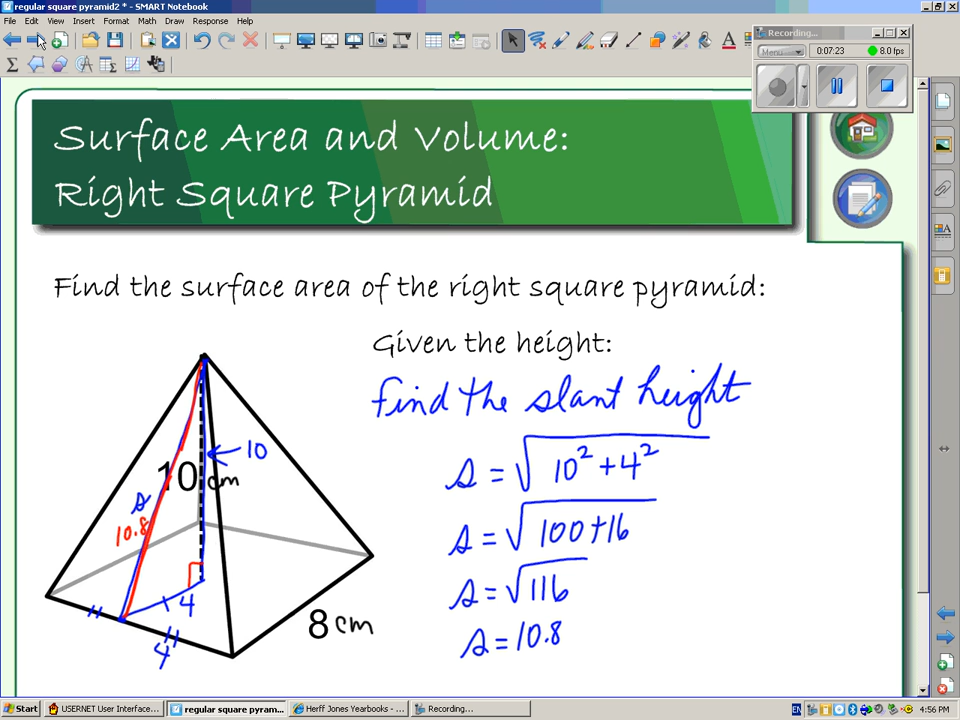 regular square pyramid2 * - SMART Notebook
File Edit View Insert Format Tools Math Draw Response Help
Recording...
Menu
0:07:23
8.0 fps
Surface Area and Volume:
Right Square Pyramid
Find the surface area of the right square pyramid:
Given the height:
find the slant height
10
10 cm
s
10.8
4
4
8 cm
s = √10² + 4²
s = √100 + 16
s = √116
s = 10.8
Start
USERNET User Interface...
regular square pyram...
Herff Jones Yearbooks - ...
Recording...
EN
4:56 PM